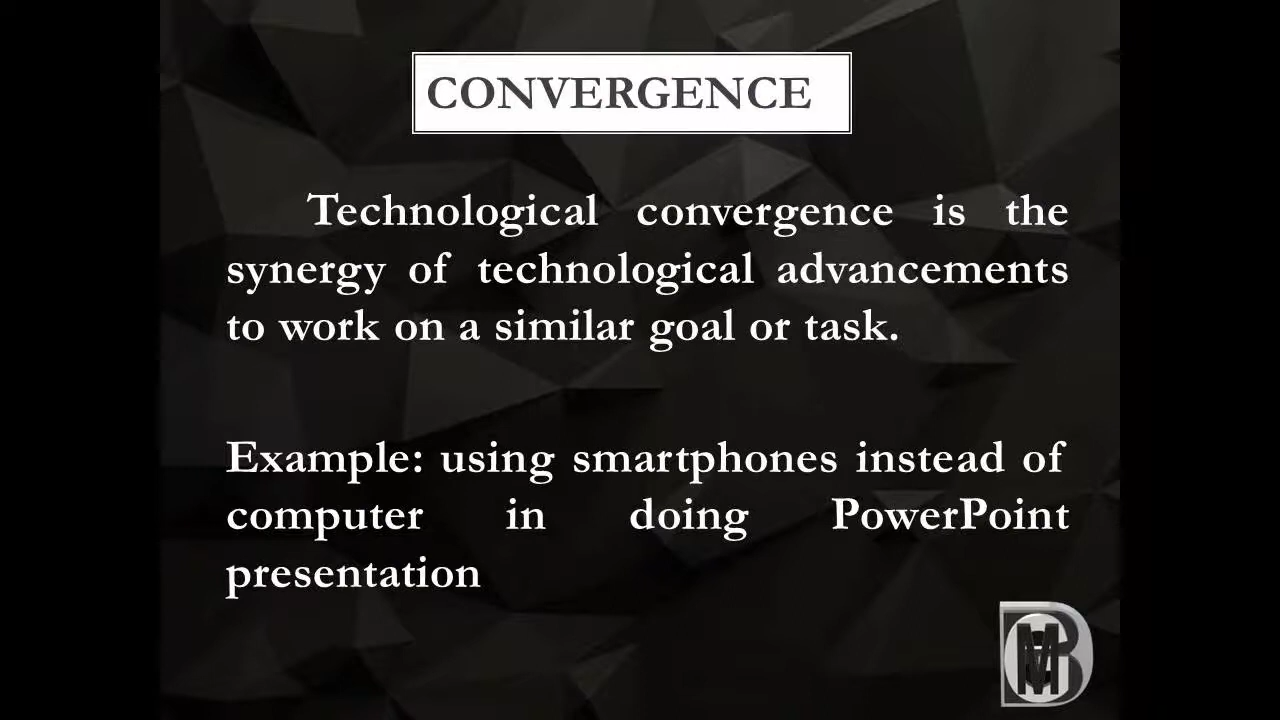 CONVERGENCE
Technological convergence is the
synergy of technological advancements
to work on a similar goal or task.
Example: using smartphones instead of
computer in doing PowerPoint
presentation